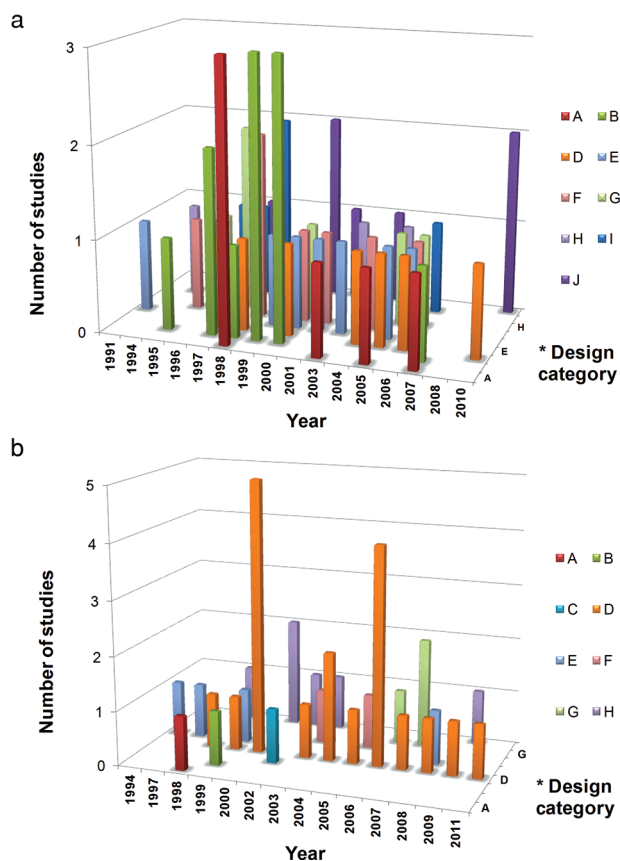 a
3
2
1
0
Number of studies
1991
1994
1995
1996
1997
1998
1999
2000
2001
2003
2004
2005
2006
2007
2008
2010
Year
A
E
H
* Design
category
A B
D E
F G
H I
J
b
5
4
3
2
1
0
Number of studies
1994
1997
1998
1999
2000
2002
2003
2004
2005
2006
2007
2008
2009
2011
Year
A
D
G
* Design
category
A B
C D
E F
G H